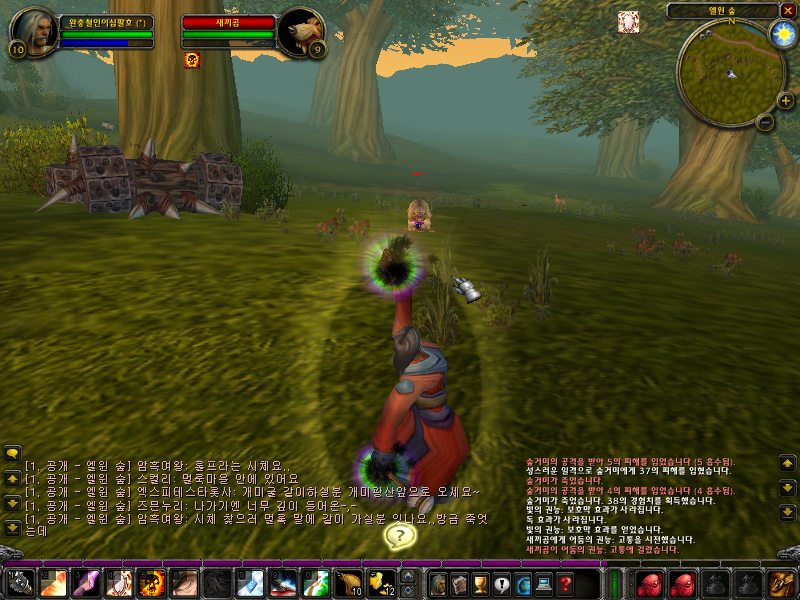 새끼곰
엘윈 숲
N
10
9
[1, 공개 - 엘윈 숲] 암흑여왕: 롤프라는 시체요..
[1, 공개 - 엘윈 숲] 스컬리: 멀록마을 안에 있어요
[1, 공개 - 엘윈 숲] 엑스피테스타롯사: 개미굴 같이하실분 개미광산앞으로 오세요~
[1, 공개 - 엘윈 숲] 즈믄누리: 나가기엔 너무 깊이 들어온-,-
[1, 공개 - 엘윈 숲] 암흑여왕: 시체 찾으러 멀록 말에 같이 가실분 있나요..방금 죽엇
는데
숲거미의 공격을 받아 5의 피해를 입었습니다 (5 흡수됨).
성스러운 일격으로 숲거미에게 37의 피해를 입혔습니다.
숲거미가 죽었습니다.
숲거미의 공격을 받아 4의 피해를 입었습니다 (4 흡수됨).
숲거미가 죽었습니다. 38의 경험치를 획득했습니다.
빛의 권능: 보호막 효과가 사라집니다.
독 효과가 사라집니다.
빛의 권능: 보호막 효과를 얻었습니다.
새끼곰에게 어둠의 권능: 고통을 시전했습니다.
새끼곰이 어둠의 권능: 고통에 걸렸습니다.
?
10
12